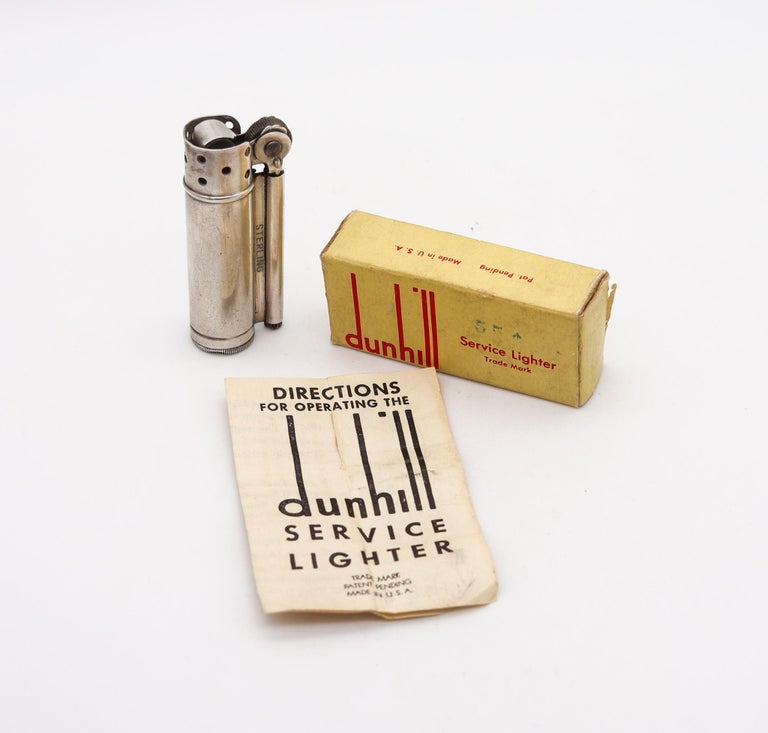 STERLING
Pat. Pending Made in U.S.A.
dunhill
Service Lighter
Trade Mark
DIRECTIONS
FOR OPERATING THE
dunhill
SERVICE
LIGHTER
TRADE MARK
PATENT PENDING
MADE IN U.S.A.